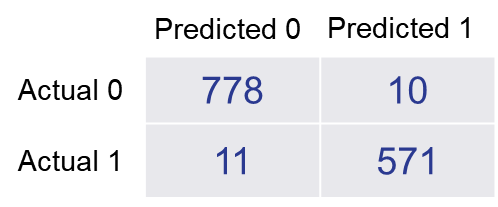 Predicted 0 Predicted 1
Actual 0 778 10
Actual 1 11 571